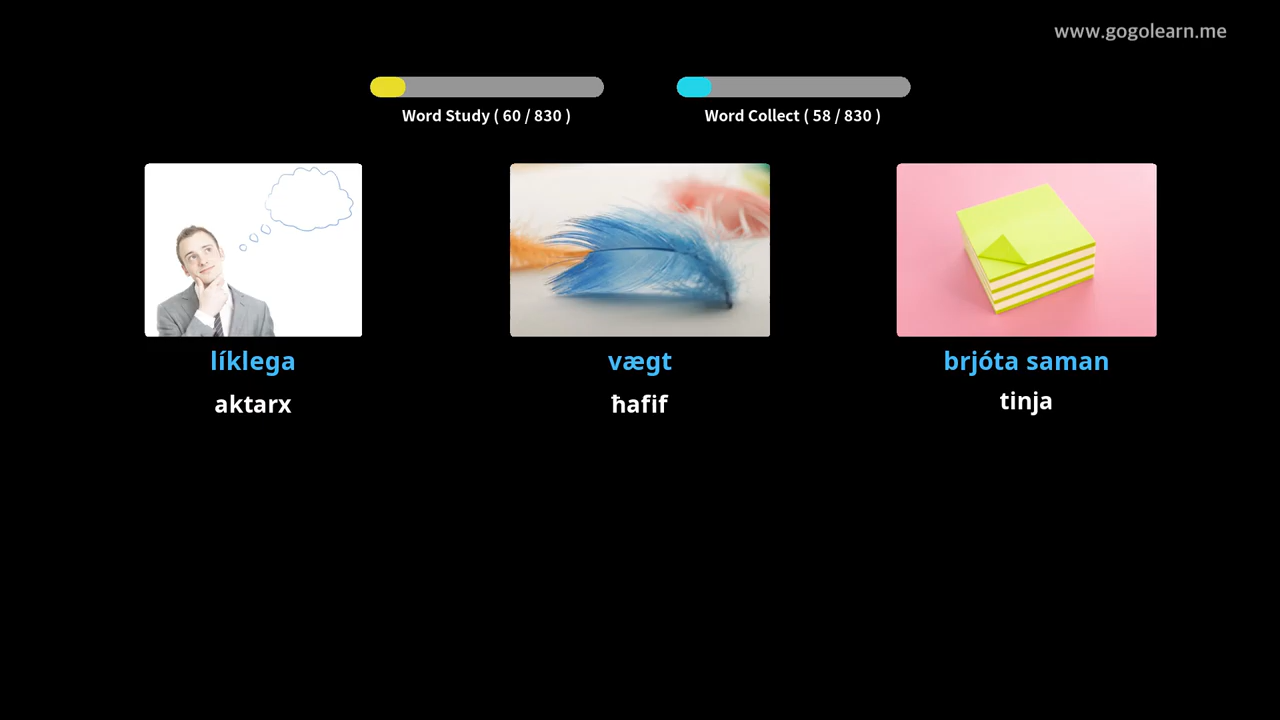 www.gogolearn.me
Word Study ( 60 / 830 )
Word Collect ( 58 / 830 )
líklega
vægt
brjóta saman
aktarx
ħafif
tinja